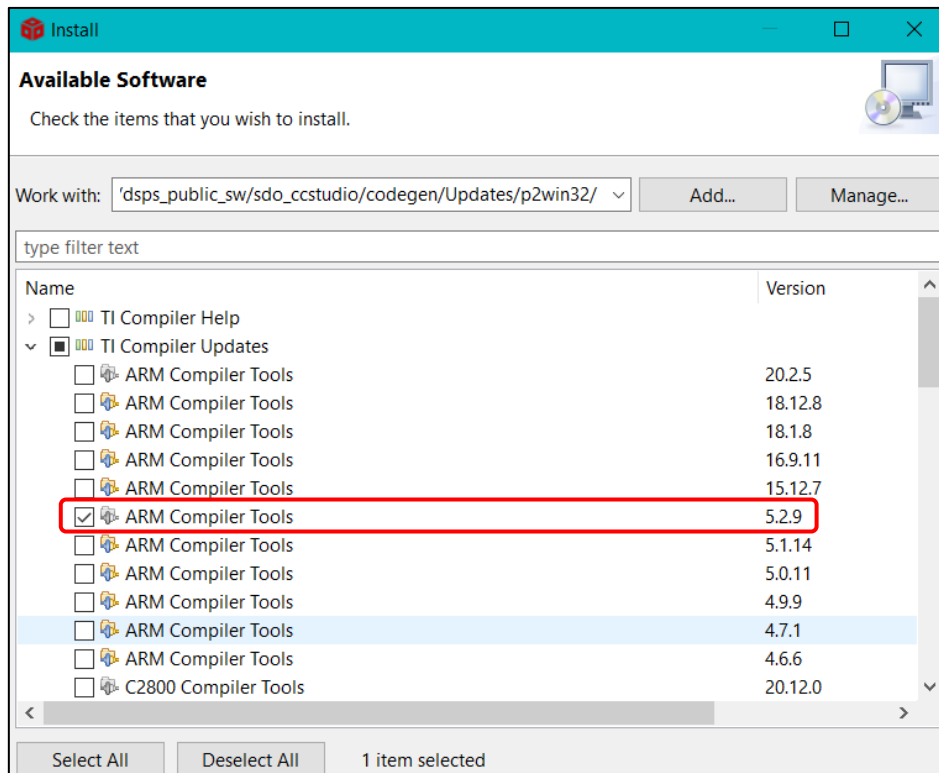 Install
Available Software
Check the items that you wish to install.
Work with: 'dsps_public_sw/sdo_ccstudio/codegen/Updates/p2win32/ Add... Manage...
type filter text
Name Version
TI Compiler Help
TI Compiler Updates
ARM Compiler Tools 20.2.5
ARM Compiler Tools 18.12.8
ARM Compiler Tools 18.1.8
ARM Compiler Tools 16.9.11
ARM Compiler Tools 15.12.7
ARM Compiler Tools 5.2.9
ARM Compiler Tools 5.1.14
ARM Compiler Tools 5.0.11
ARM Compiler Tools 4.9.9
ARM Compiler Tools 4.7.1
ARM Compiler Tools 4.6.6
C2800 Compiler Tools 20.12.0
Select All Deselect All 1 item selected